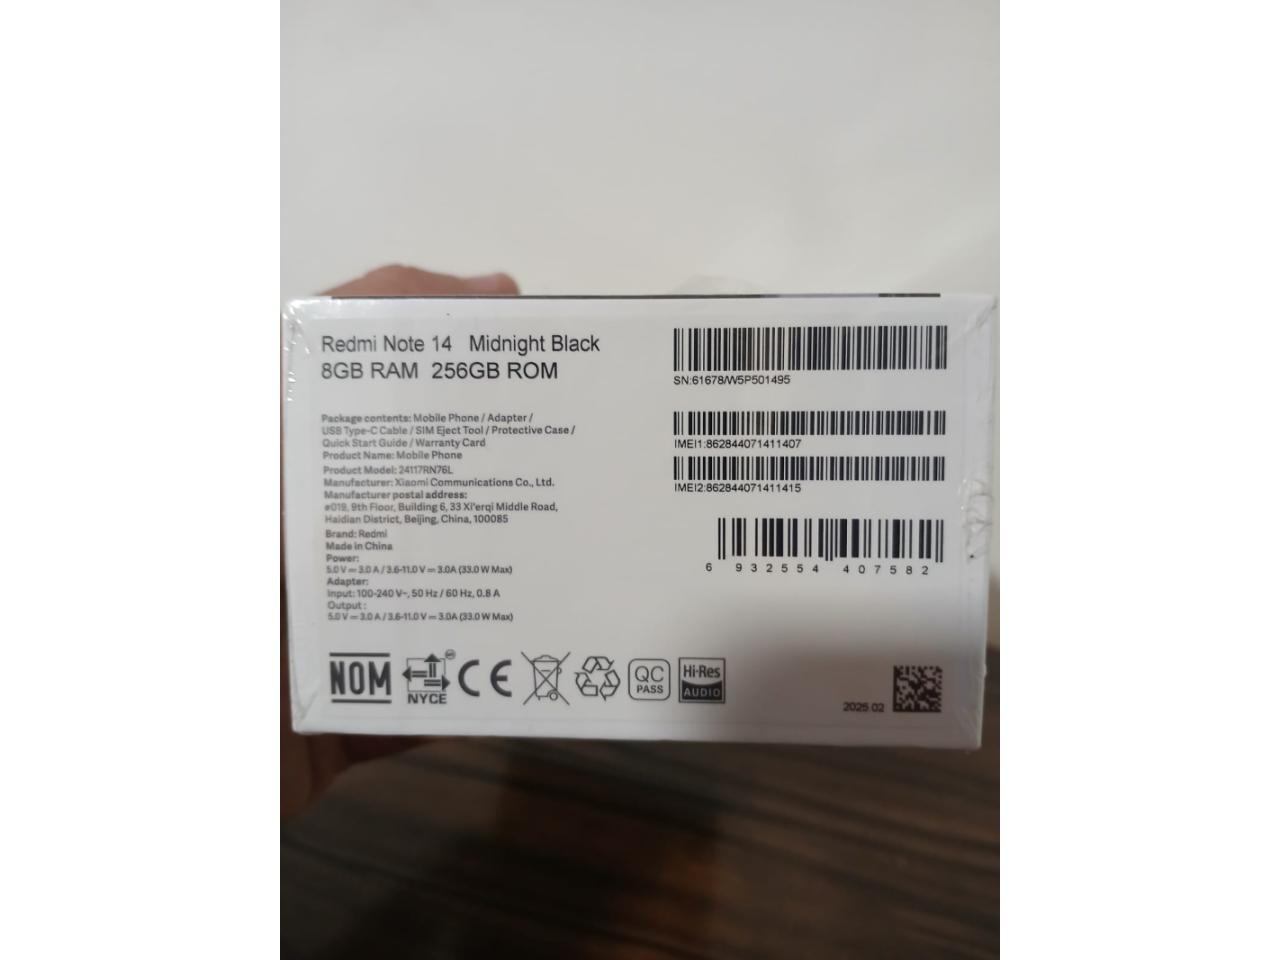 Redmi Note 14 Midnight Black
8GB RAM 256GB ROM
Package contents: Mobile Phone / Adapter /
USB Type-C Cable / SIM Eject Tool / Protective Case /
Quick Start Guide / Warranty Card
Product Name: Mobile Phone
Product Model: 24117RN76L
Manufacturer: Xiaomi Communications Co., Ltd.
Manufacturer postal address:
#019, 9th Floor, Building 6, 33 Xi'erqi Middle Road,
Haidian District, Beijing, China, 100085
Brand: Redmi
Made in China
Power:
5.0 V⎓3.0 A / 3.6-11.0 V⎓3.0A (33.0 W Max)
Adapter:
Input: 100-240 V~, 50 Hz / 60 Hz, 0.8 A
Output :
5.0 V⎓3.0 A / 3.6-11.0 V⎓3.0A (33.0 W Max)
SN:61678/W5P501495
IMEI1:862844071411407
IMEI2:862844071411415
6 932554 407582
NOM
NYCE
CE
QC
PASS
Hi-Res
AUDIO
2025.02